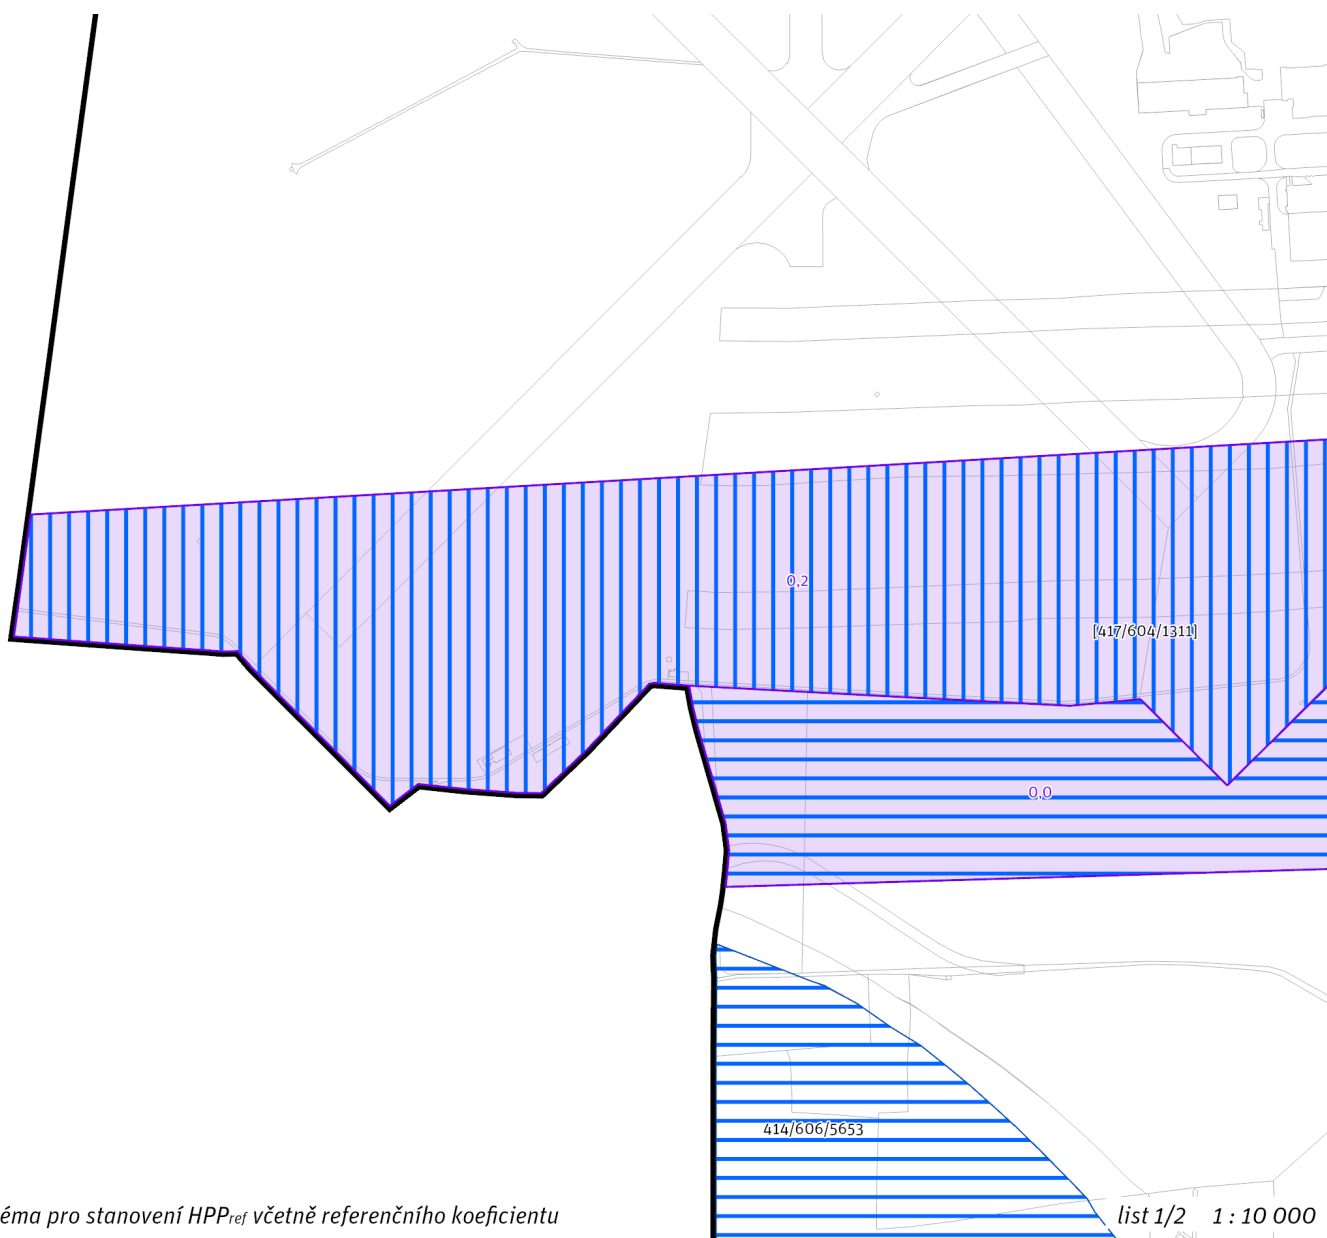 0,2
[417/604/1311]
0,0
414/606/5653
éma pro stanovení HPPref včetně referenčního koeficientu
list 1/2 1 : 10 000